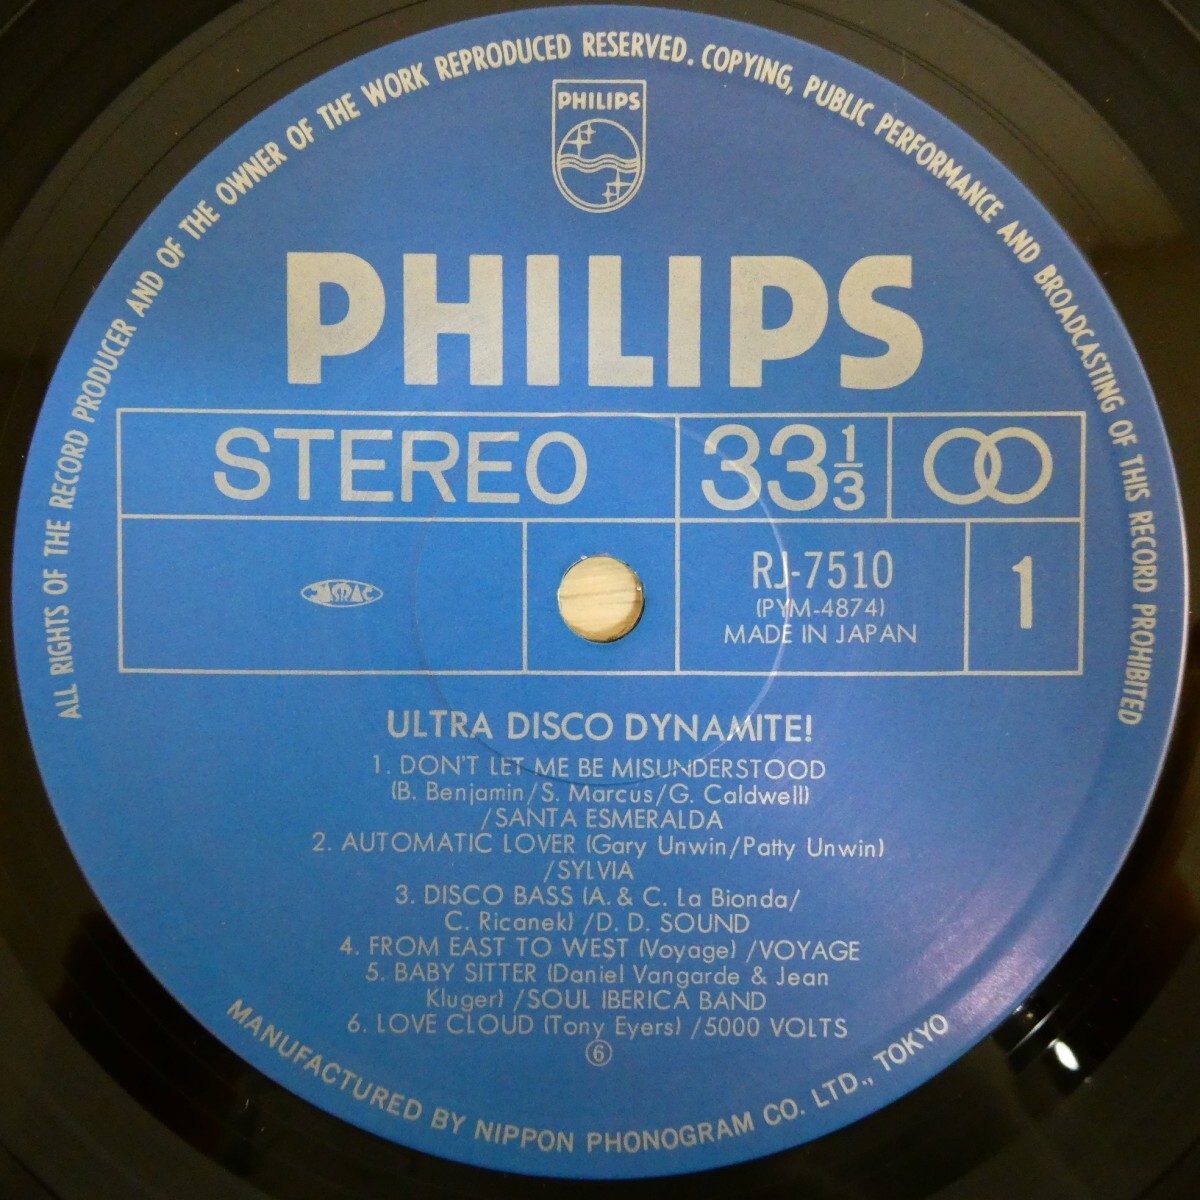 ALL RIGHTS OF THE RECORD PRODUCER AND OF THE OWNER OF THE WORK REPRODUCED RESERVED. COPYING, PUBLIC PERFORMANCE AND BROADCASTING OF THIS RECORD PROHIBITED
PHILIPS
PHILIPS
STEREO
33 1/3
RJ-7510
(PYM-4874)
MADE IN JAPAN
1
JASRAC
ULTRA DISCO DYNAMITE!
1. DON'T LET ME BE MISUNDERSTOOD
(B. Benjamin/S. Marcus/G. Caldwell)
/SANTA ESMERALDA
2. AUTOMATIC LOVER (Gary Unwin/Patty Unwin)
/SYLVIA
3. DISCO BASS (A. & C. La Bionda/
C. Ricanek) /D. D. SOUND
4. FROM EAST TO WEST (Voyage) /VOYAGE
5. BABY SITTER (Daniel Vangarde & Jean
Kluger) /SOUL IBERICA BAND
6. LOVE CLOUD (Tony Eyers) /5000 VOLTS
⑥
MANUFACTURED BY NIPPON PHONOGRAM CO. LTD., TOKYO